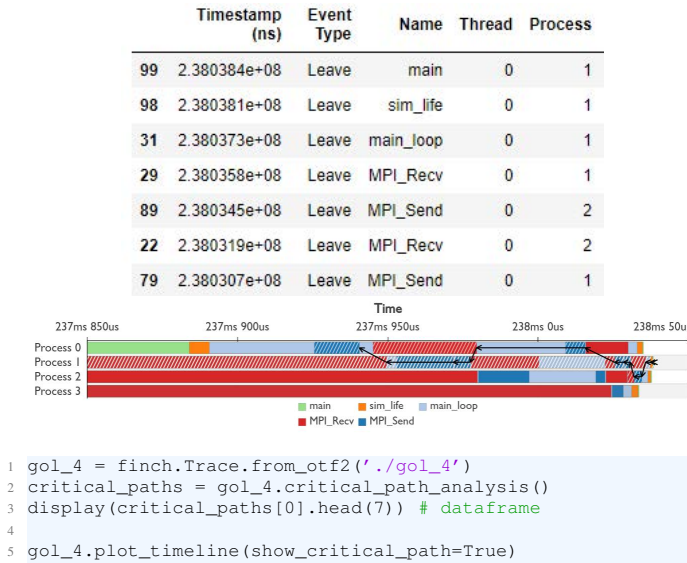 Timestamp (ns) Event Type Name Thread Process
99 2.380384e+08 Leave main 0 1
98 2.380381e+08 Leave sim_life 0 1
31 2.380373e+08 Leave main_loop 0 1
29 2.380358e+08 Leave MPI_Recv 0 1
89 2.380345e+08 Leave MPI_Send 0 2
22 2.380319e+08 Leave MPI_Recv 0 2
79 2.380307e+08 Leave MPI_Send 0 1
Time
237ms 850us 237ms 900us 237ms 950us 238ms 0us 238ms 50u
Process 0
Process 1
Process 2
Process 3
main sim_life main_loop
MPI_Recv MPI_Send
1 gol_4 = finch.Trace.from_otf2('./gol_4')
2 critical_paths = gol_4.critical_path_analysis()
3 display(critical_paths[0].head(7)) # dataframe
4
5 gol_4.plot_timeline(show_critical_path=True)